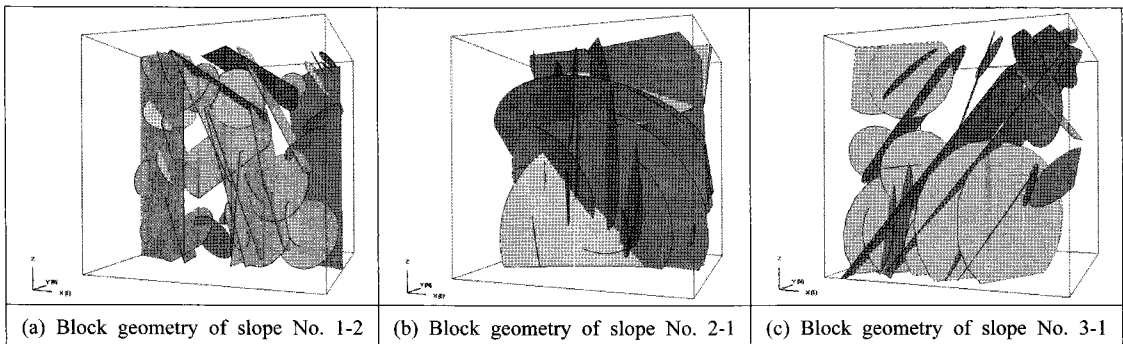 Z
Y(N)
X(E)
Z
Y(N)
X(E)
Z
Y(N)
X(E)
(a) Block geometry of slope No. 1-2
(b) Block geometry of slope No. 2-1
(c) Block geometry of slope No. 3-1